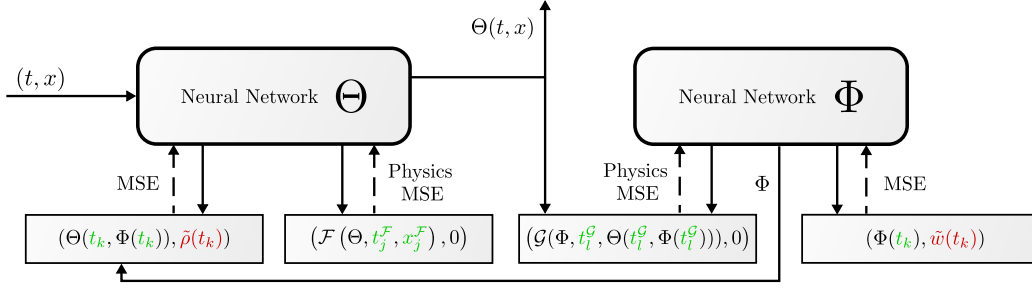 Θ(t, x)
(t, x)
Neural Network Θ
Neural Network Φ
MSE
Physics
MSE
Physics
MSE
Φ
MSE
(Θ(t_k, Φ(t_k)), ρ̃(t_k))
(ℱ (Θ, t_j^ℱ, x_j^ℱ) , 0)
(𝒢(Φ, t_l^𝒢, Θ(t_l^𝒢, Φ(t_l^𝒢))), 0)
(Φ(t_k), w̃(t_k))